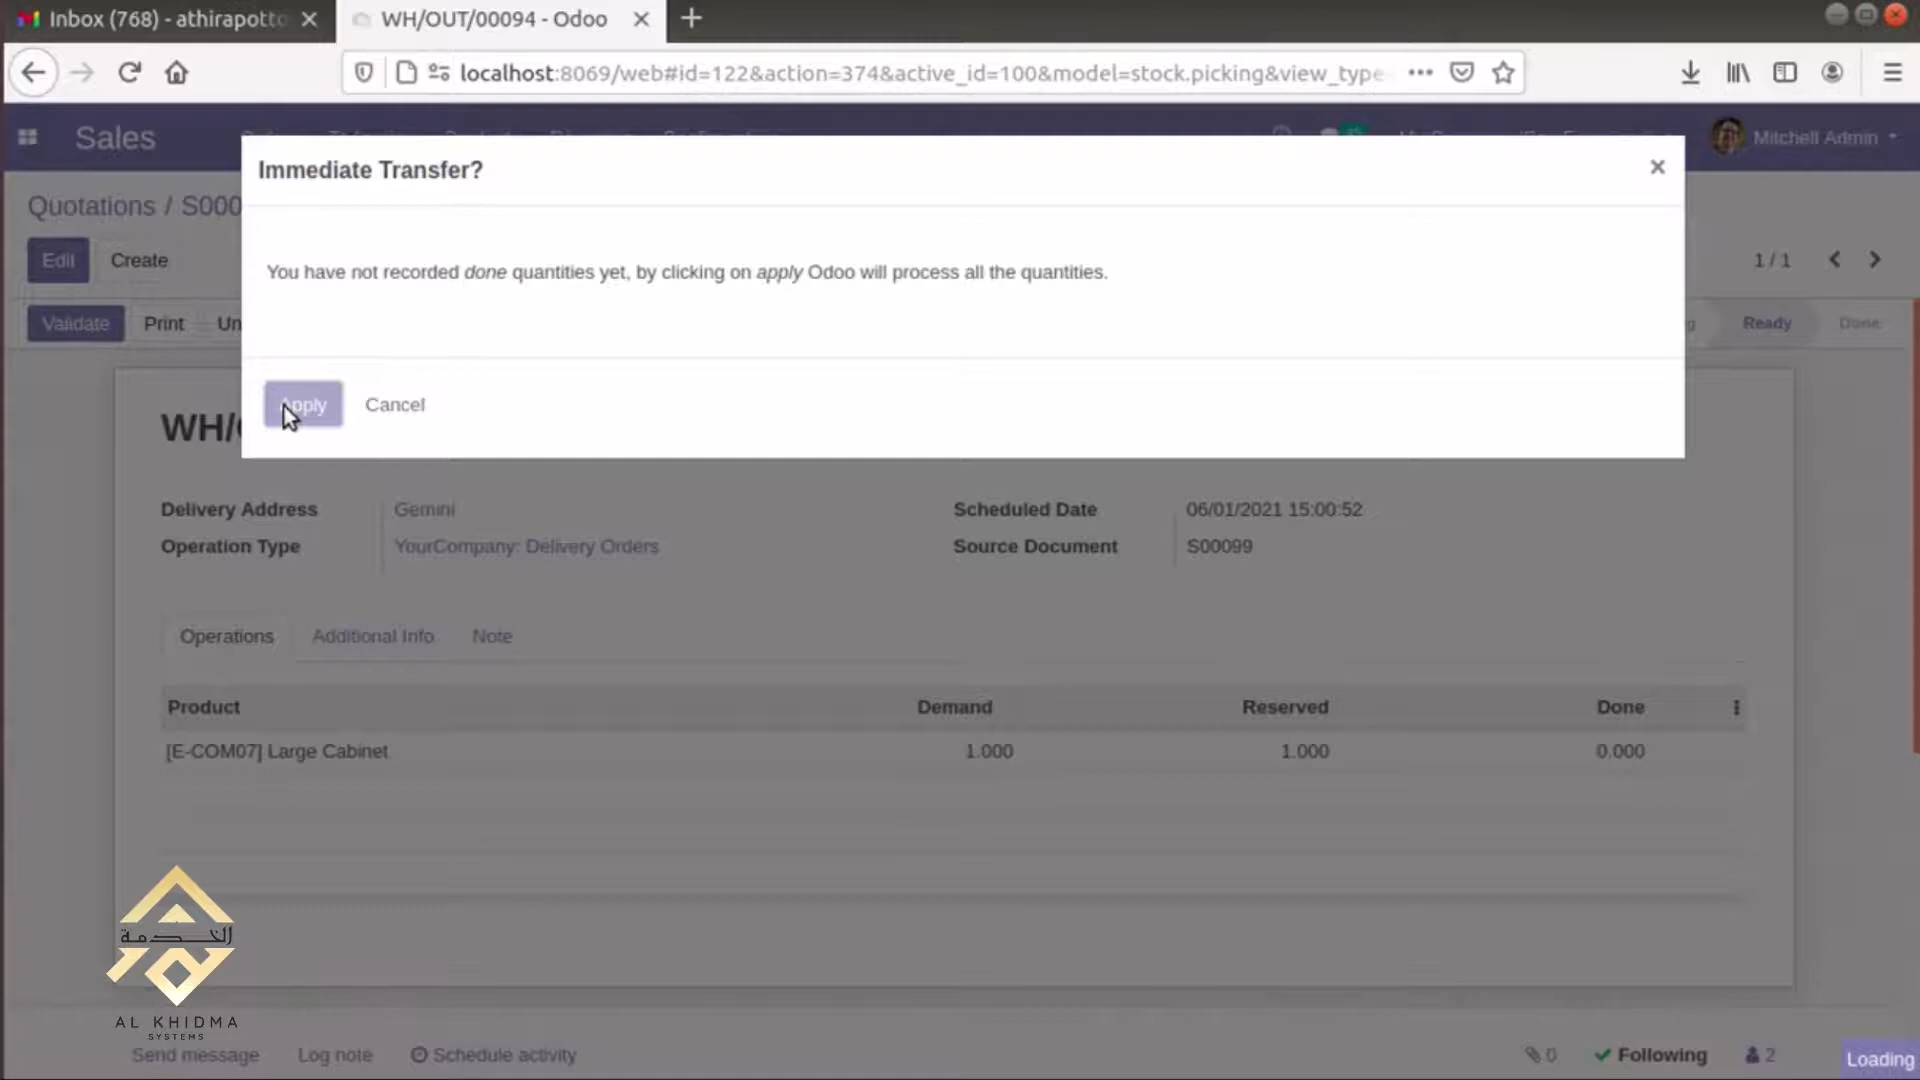 Inbox (768) - athirapotto
WH/OUT/00094 - Odoo
localhost:8069/web#id=122&action=374&active_id=100&model=stock.picking&view_type
Sales
Mitchell Admin
Immediate Transfer?
Quotations / S000
Edit
Create
1 / 1
You have not recorded done quantities yet, by clicking on apply Odoo will process all the quantities.
Validate
Print
Un
Ready
Done
Apply
Cancel
WH/
Delivery Address
Gemini
Scheduled Date
06/01/2021 15:00:52
Operation Type
YourCompany: Delivery Orders
Source Document
S00099
Operations
Additional Info
Note
Product
Demand
Reserved
Done
[E-COM07] Large Cabinet
1.000
1.000
0.000
الخـــدمـة
AL KHIDMA
SYSTEMS
Send message
Log note
Schedule activity
0
Following
2
Loading